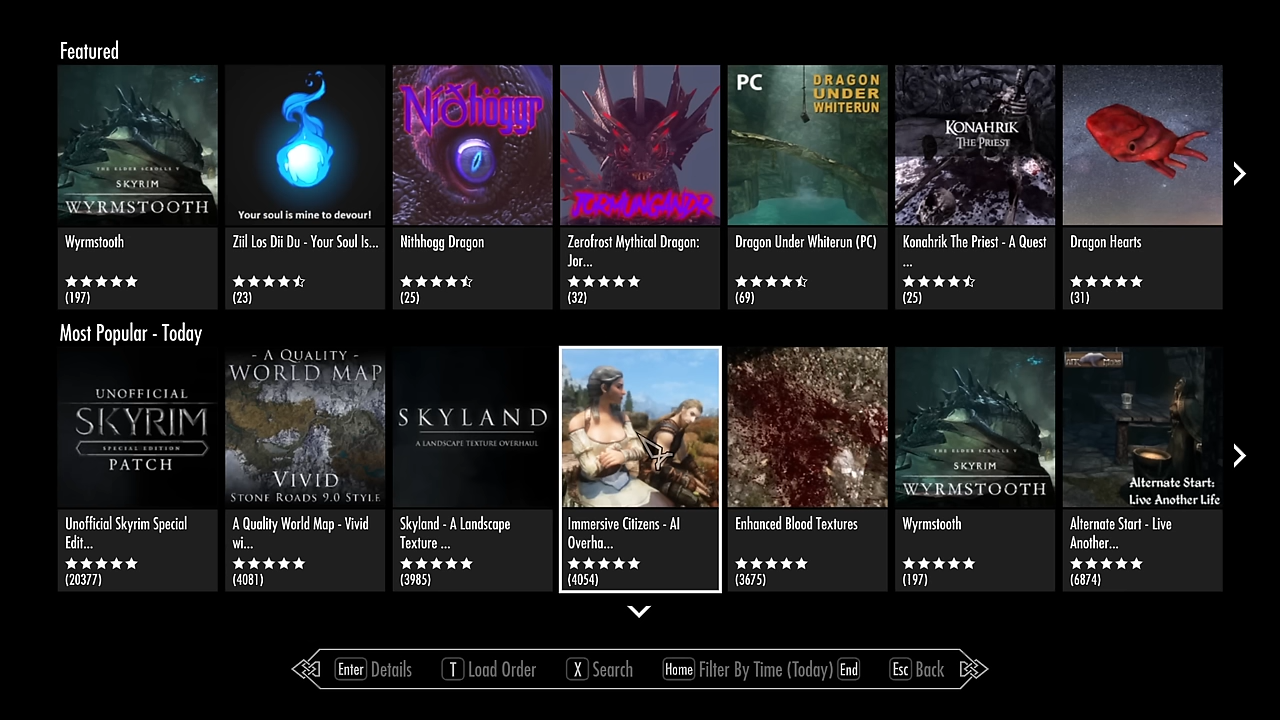 Featured
THE ELDER SCROLLS V
SKYRIM
WYRMSTOOTH
Your soul is mine to devour!
Niðhöggr
JORMUNGANDR
PC
DRAGON
UNDER
WHITERUN
KONAHRIK
THE PRIEST
Wyrmstooth
(197)
Ziil Los Dii Du - Your Soul Is...
(23)
Nithhogg Dragon
(25)
Zerofrost Mythical Dragon:
Jor...
(32)
Dragon Under Whiterun (PC)
(69)
Konahrik The Priest - A Quest
...
(25)
Dragon Hearts
(31)
Most Popular - Today
UNOFFICIAL
SKYRIM
SPECIAL EDITION
PATCH
- A QUALITY -
WORLD MAP
VIVID
STONE ROADS 9.0 STYLE
SKYLAND
A LANDSCAPE TEXTURE OVERHAUL
THE ELDER SCROLLS V
SKYRIM
WYRMSTOOTH
Alternate Start:
Live Another Life
Unofficial Skyrim Special
Edit...
(20377)
A Quality World Map - Vivid
wi...
(4081)
Skyland - A Landscape
Texture ...
(3985)
Immersive Citizens - AI
Overha...
(4054)
Enhanced Blood Textures
(3675)
Wyrmstooth
(197)
Alternate Start - Live
Another...
(6874)
Enter Details T Load Order X Search Home Filter By Time (Today) End Esc Back